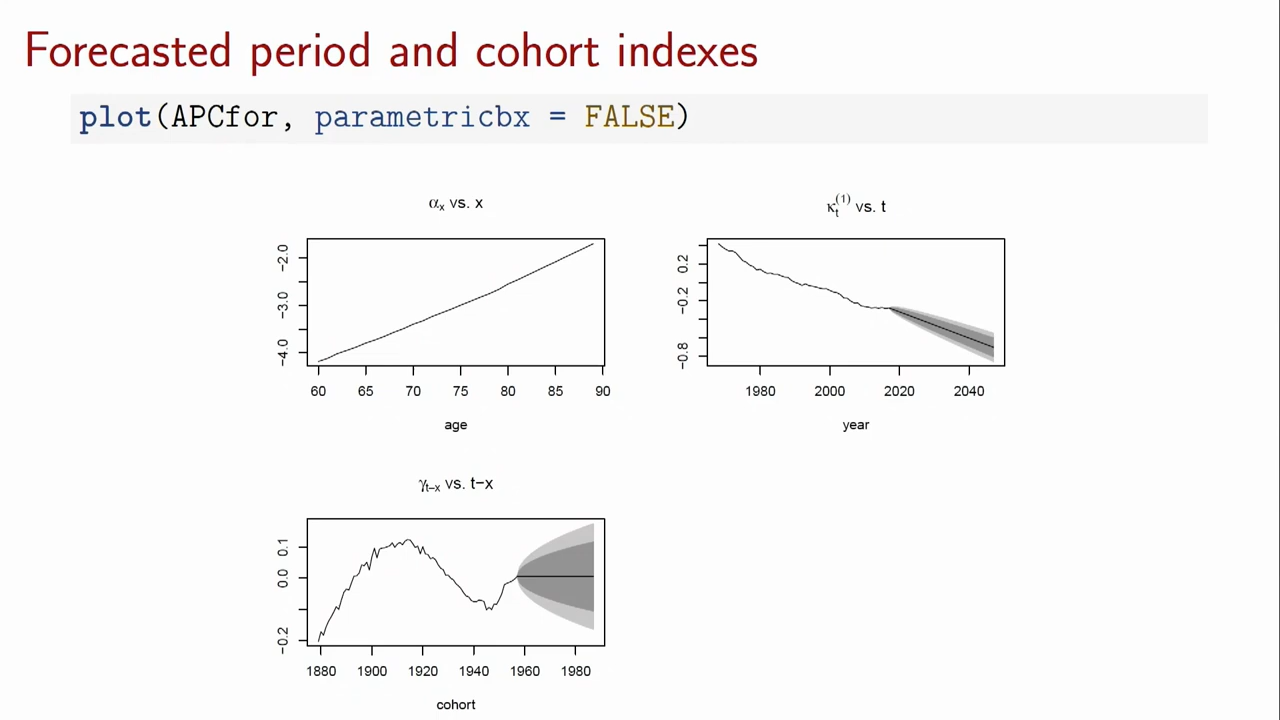 Forecasted period and cohort indexes
plot(APCfor, parametricbx = FALSE)
αx vs. x
−4.0 −3.0 −2.0
60 65 70 75 80 85 90
age
κt(1) vs. t
−0.8 −0.2 0.2
1980 2000 2020 2040
year
γt−x vs. t−x
−0.2 0.0 0.1
1880 1900 1920 1940 1960 1980
cohort